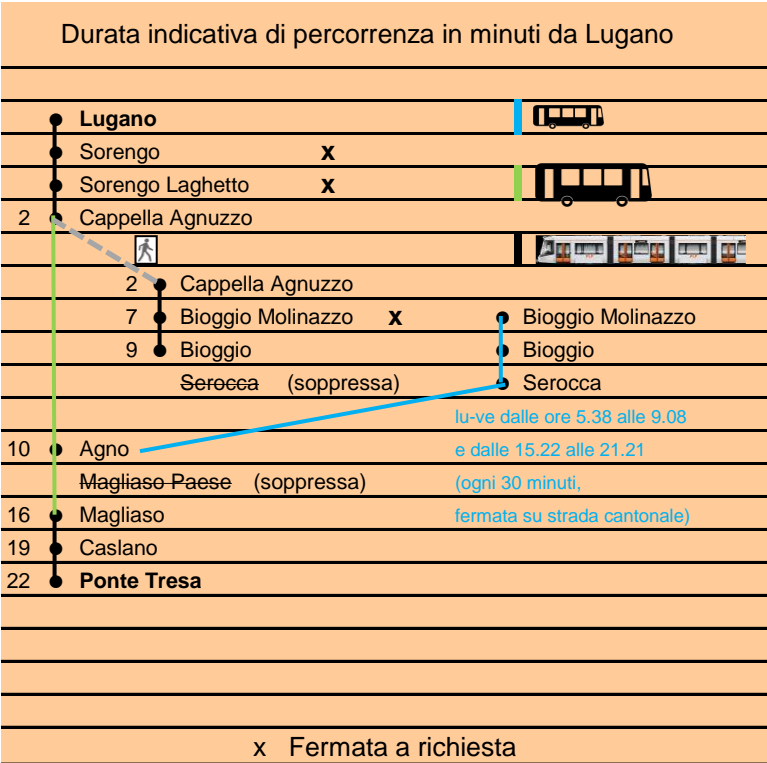 Durata indicativa di percorrenza in minuti da Lugano
Lugano
Sorengo x
Sorengo Laghetto x
2 Cappella Agnuzzo
2 Cappella Agnuzzo
7 Bioggio Molinazzo x Bioggio Molinazzo
9 Bioggio Bioggio
Serocca (soppressa) Serocca
lu-ve dalle ore 5.38 alle 9.08
10 Agno e dalle 15.22 alle 21.21
Magliaso Paese (soppressa) (ogni 30 minuti,
16 Magliaso fermata su strada cantonale)
19 Caslano
22 Ponte Tresa
x Fermata a richiesta